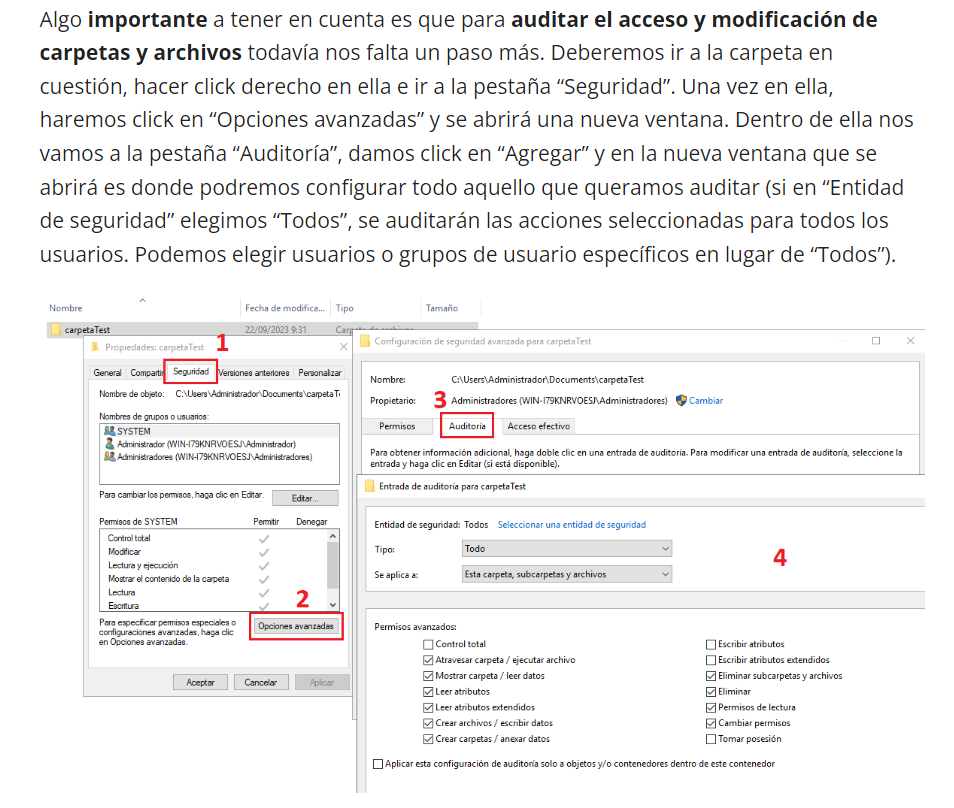 Algo importante a tener en cuenta es que para auditar el acceso y modificación de
carpetas y archivos todavía nos falta un paso más. Deberemos ir a la carpeta en
cuestión, hacer click derecho en ella e ir a la pestaña “Seguridad”. Una vez en ella,
haremos click en “Opciones avanzadas” y se abrirá una nueva ventana. Dentro de ella nos
vamos a la pestaña “Auditoría”, damos click en “Agregar” y en la nueva ventana que se
abrirá es donde podremos configurar todo aquello que queramos auditar (si en “Entidad
de seguridad” elegimos “Todos”, se auditarán las acciones seleccionadas para todos los
usuarios. Podemos elegir usuarios o grupos de usuario específicos en lugar de “Todos”).
Nombre Fecha de modifica... Tipo Tamaño
carpetaTest 22/09/2023 9:31 Carpeta de archivos
1
Propiedades: carpetaTest
General Compartir Seguridad Versiones anteriores Personalizar
Nombre de objeto: C:\Users\Administrador\Documents\carpetaT
Nombres de grupos o usuarios:
SYSTEM
Administrador (WIN-I79KNRVOESJ\Administrador)
Administradores (WIN-I79KNRVOESJ\Administradores)
Para cambiar los permisos, haga clic en Editar. Editar...
Permisos de SYSTEM Permitir Denegar
Control total
Modificar
Lectura y ejecución
Mostrar el contenido de la carpeta
Lectura
Escritura
2
Para especificar permisos especiales o
configuraciones avanzadas, haga clic
en Opciones avanzadas.
Opciones avanzadas
Aceptar Cancelar Aplicar
Configuración de seguridad avanzada para carpetaTest
Nombre: C:\Users\Administrador\Documents\carpetaTest
Propietario: Administradores (WIN-I79KNRVOESJ\Administradores) Cambiar
3
Permisos Auditoría Acceso efectivo
Para obtener información adicional, haga doble clic en una entrada de auditoría. Para modificar una entrada de auditoría, seleccione la
entrada y haga clic en Editar (si está disponible).
Entrada de auditoría para carpetaTest
Entidad de seguridad: Todos Seleccionar una entidad de seguridad
Tipo: Todo
Se aplica a: Esta carpeta, subcarpetas y archivos
4
Permisos avanzados:
Control total Escribir atributos
Atravesar carpeta / ejecutar archivo Escribir atributos extendidos
Mostrar carpeta / leer datos Eliminar subcarpetas y archivos
Leer atributos Eliminar
Leer atributos extendidos Permisos de lectura
Crear archivos / escribir datos Cambiar permisos
Crear carpetas / anexar datos Tomar posesión
Aplicar esta configuración de auditoría solo a objetos y/o contenedores dentro de este contenedor